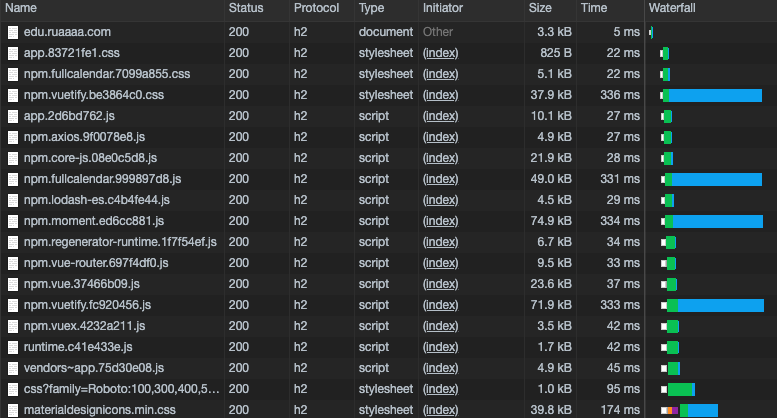 Name Status Protocol Type Initiator Size Time Waterfall
edu.ruaaaa.com 200 h2 document Other 3.3 kB 5 ms
app.83721fe1.css 200 h2 stylesheet (index) 825 B 22 ms
npm.fullcalendar.7099a855.css 200 h2 stylesheet (index) 5.1 kB 22 ms
npm.vuetify.be3864c0.css 200 h2 stylesheet (index) 37.9 kB 336 ms
app.2d6bd762.js 200 h2 script (index) 10.1 kB 27 ms
npm.axios.9f0078e8.js 200 h2 script (index) 4.9 kB 27 ms
npm.core-js.08e0c5d8.js 200 h2 script (index) 21.9 kB 28 ms
npm.fullcalendar.999897d8.js 200 h2 script (index) 49.0 kB 331 ms
npm.lodash-es.c4b4fe44.js 200 h2 script (index) 4.5 kB 29 ms
npm.moment.ed6cc881.js 200 h2 script (index) 74.9 kB 334 ms
npm.regenerator-runtime.1f7f54ef.js 200 h2 script (index) 6.7 kB 34 ms
npm.vue-router.697f4df0.js 200 h2 script (index) 9.5 kB 33 ms
npm.vue.37466b09.js 200 h2 script (index) 23.6 kB 37 ms
npm.vuetify.fc920456.js 200 h2 script (index) 71.9 kB 333 ms
npm.vuex.4232a211.js 200 h2 script (index) 3.5 kB 42 ms
runtime.c41e433e.js 200 h2 script (index) 1.7 kB 42 ms
vendors~app.75d30e08.js 200 h2 script (index) 4.9 kB 45 ms
css?family=Roboto:100,300,400,5... 200 h2 stylesheet (index) 1.0 kB 95 ms
materialdesignicons.min.css 200 h2 stylesheet (index) 39.8 kB 174 ms